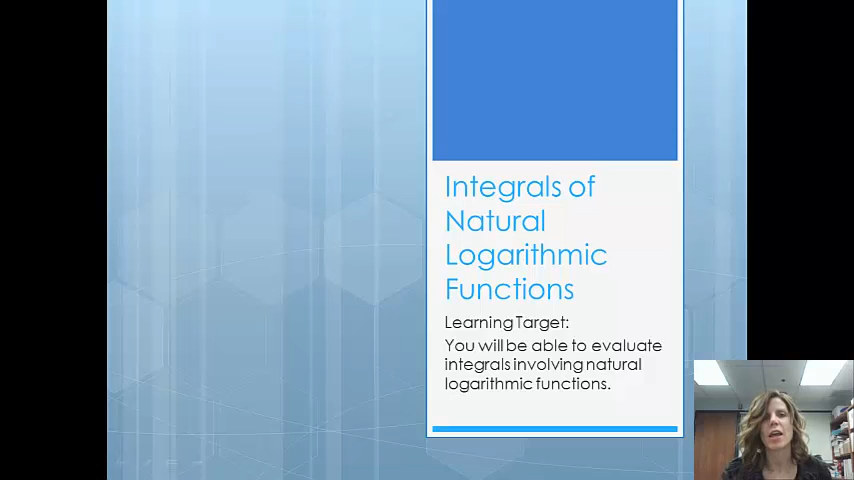 Integrals of
Natural
Logarithmic
Functions
Learning Target:
You will be able to evaluate
integrals involving natural
logarithmic functions.